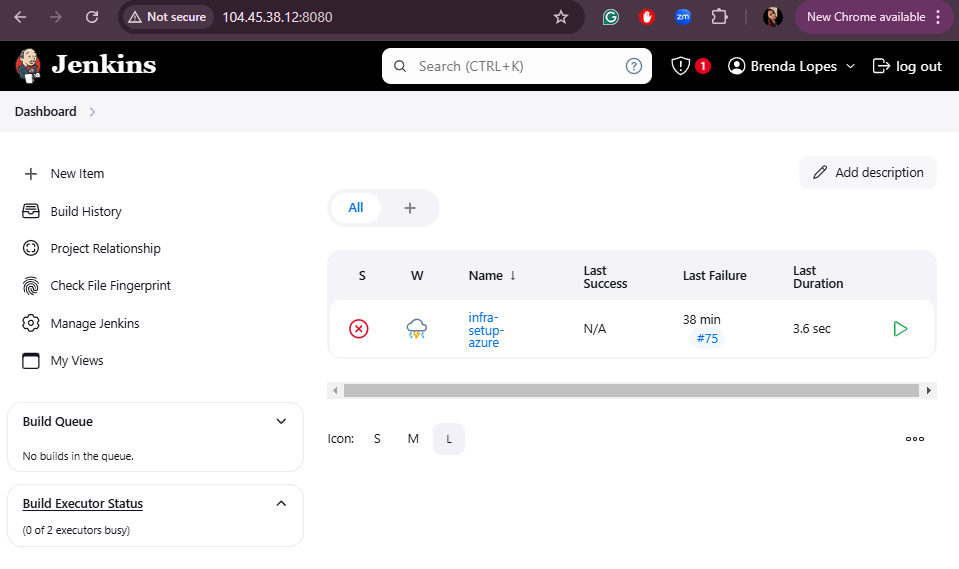 Not secure
104.45.38.12:8080
zm
New Chrome available
Jenkins
Search (CTRL+K)
?
1
Brenda Lopes
log out
Dashboard
New Item
Build History
Project Relationship
Check File Fingerprint
Manage Jenkins
My Views
Build Queue
No builds in the queue.
Build Executor Status
(0 of 2 executors busy)
Add description
All
S
W
Name ↓
Last
Success
Last Failure
Last
Duration
infra-
setup-
azure
N/A
38 min
#75
3.6 sec
Icon:
S
M
L